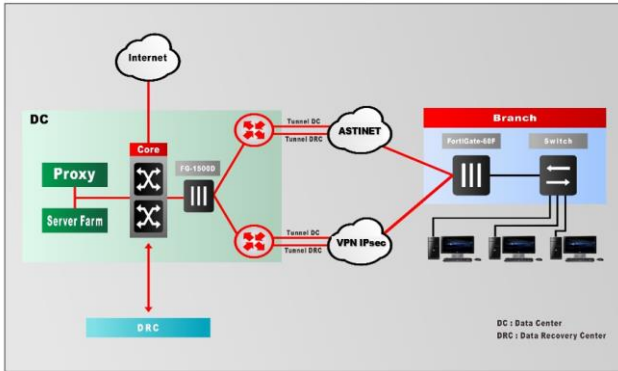 Internet
DC
Core
Proxy
Server Farm
FG-1500D
Tunnel DC
Tunnel DRC
ASTINET
Tunnel DC
Tunnel DRC
VPN IPsec
DRC
Branch
FortiGate-60F
Switch
DC : Data Center
DRC : Data Recovery Center